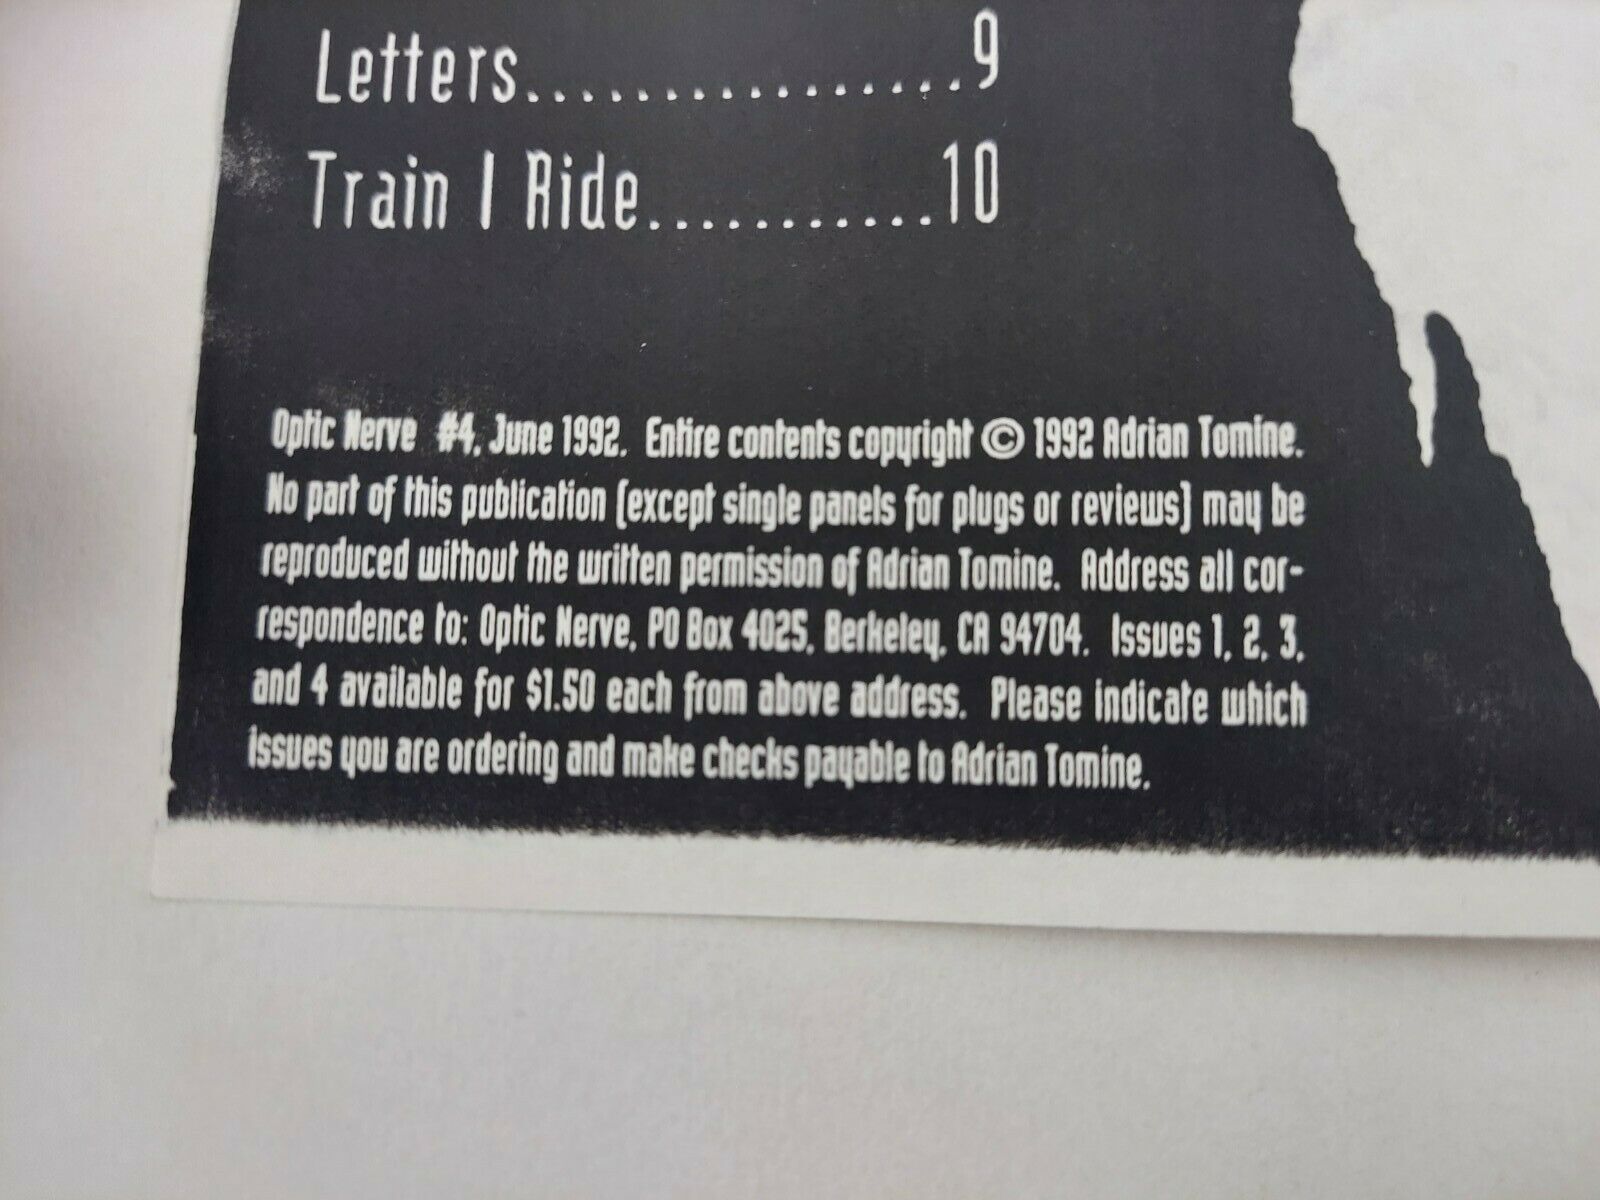 Letters.................9
Train I Ride...........10
Optic Nerve #4, June 1992. Entire contents copyright © 1992 Adrian Tomine.
No part of this publication (except single panels for plugs or reviews) may be
reproduced without the written permission of Adrian Tomine. Address all cor-
respondence to: Optic Nerve, PO Box 4025, Berkeley, CA 94704. Issues 1, 2, 3,
and 4 available for $1.50 each from above address. Please indicate which
issues you are ordering and make checks payable to Adrian Tomine.